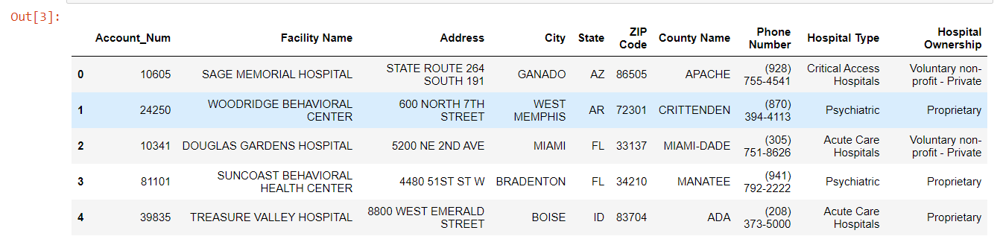 Out[3]:
Account_Num Facility Name Address City State ZIP Code County Name Phone Number Hospital Type Hospital Ownership
0 10605 SAGE MEMORIAL HOSPITAL STATE ROUTE 264 SOUTH 191 GANADO AZ 86505 APACHE (928) 755-4541 Critical Access Hospitals Voluntary non-profit - Private
1 24250 WOODRIDGE BEHAVIORAL CENTER 600 NORTH 7TH STREET WEST MEMPHIS AR 72301 CRITTENDEN (870) 394-4113 Psychiatric Proprietary
2 10341 DOUGLAS GARDENS HOSPITAL 5200 NE 2ND AVE MIAMI FL 33137 MIAMI-DADE (305) 751-8626 Acute Care Hospitals Voluntary non-profit - Private
3 81101 SUNCOAST BEHAVIORAL HEALTH CENTER 4480 51ST ST W BRADENTON FL 34210 MANATEE (941) 792-2222 Psychiatric Proprietary
4 39835 TREASURE VALLEY HOSPITAL 8800 WEST EMERALD STREET BOISE ID 83704 ADA (208) 373-5000 Acute Care Hospitals Proprietary